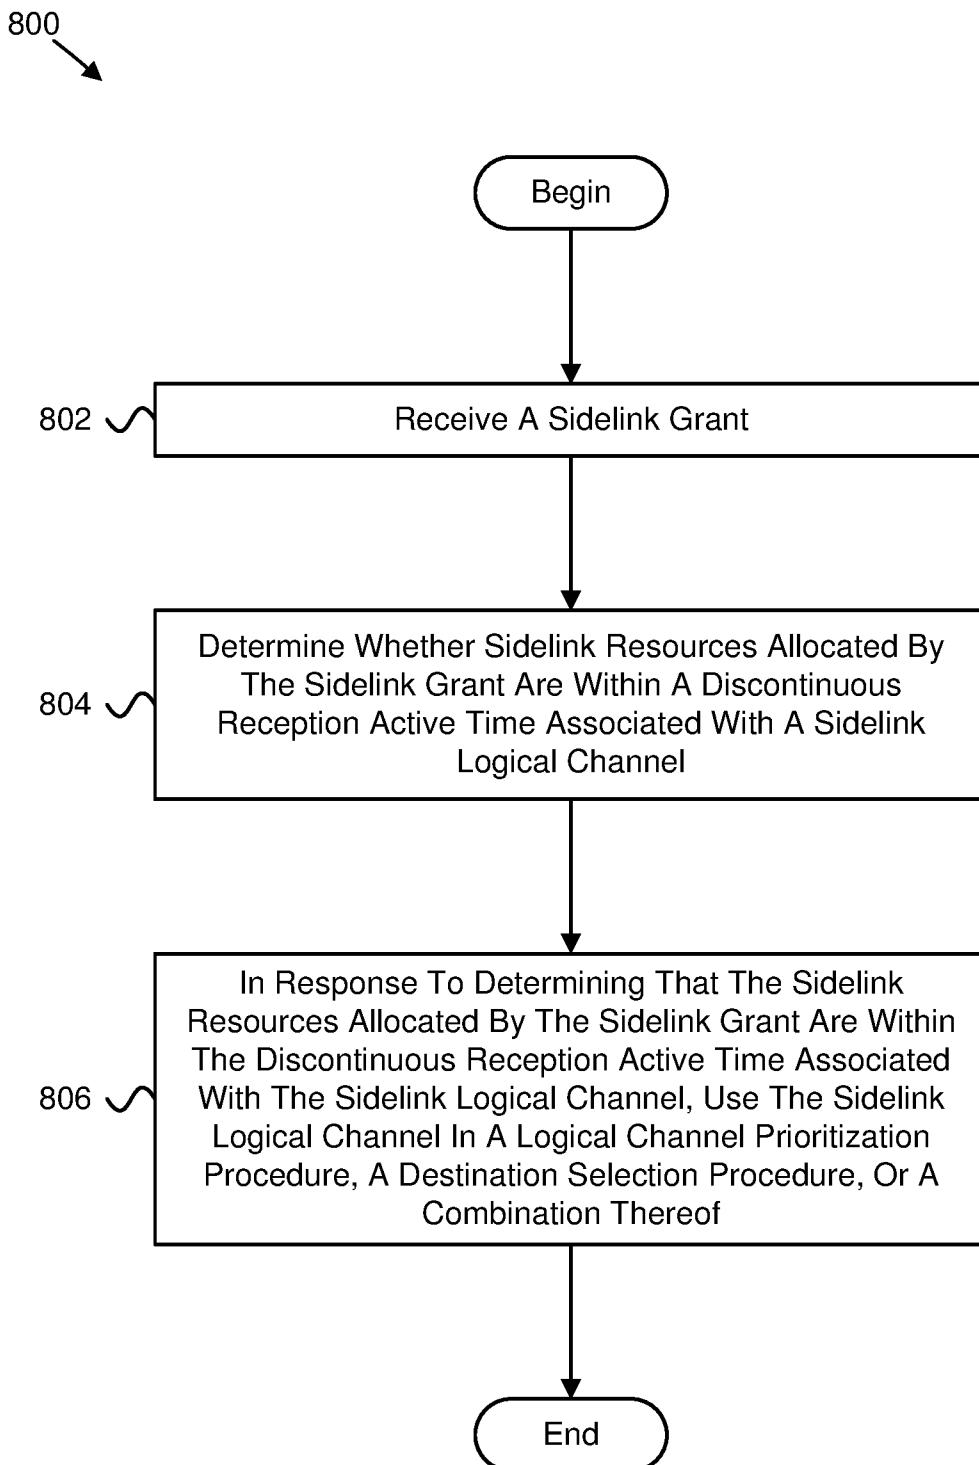 800
Begin
802
Receive A Sidelink Grant
804
Determine Whether Sidelink Resources Allocated By
The Sidelink Grant Are Within A Discontinuous
Reception Active Time Associated With A Sidelink
Logical Channel
806
In Response To Determining That The Sidelink
Resources Allocated By The Sidelink Grant Are Within
The Discontinuous Reception Active Time Associated
With The Sidelink Logical Channel, Use The Sidelink
Logical Channel In A Logical Channel Prioritization
Procedure, A Destination Selection Procedure, Or A
Combination Thereof
End